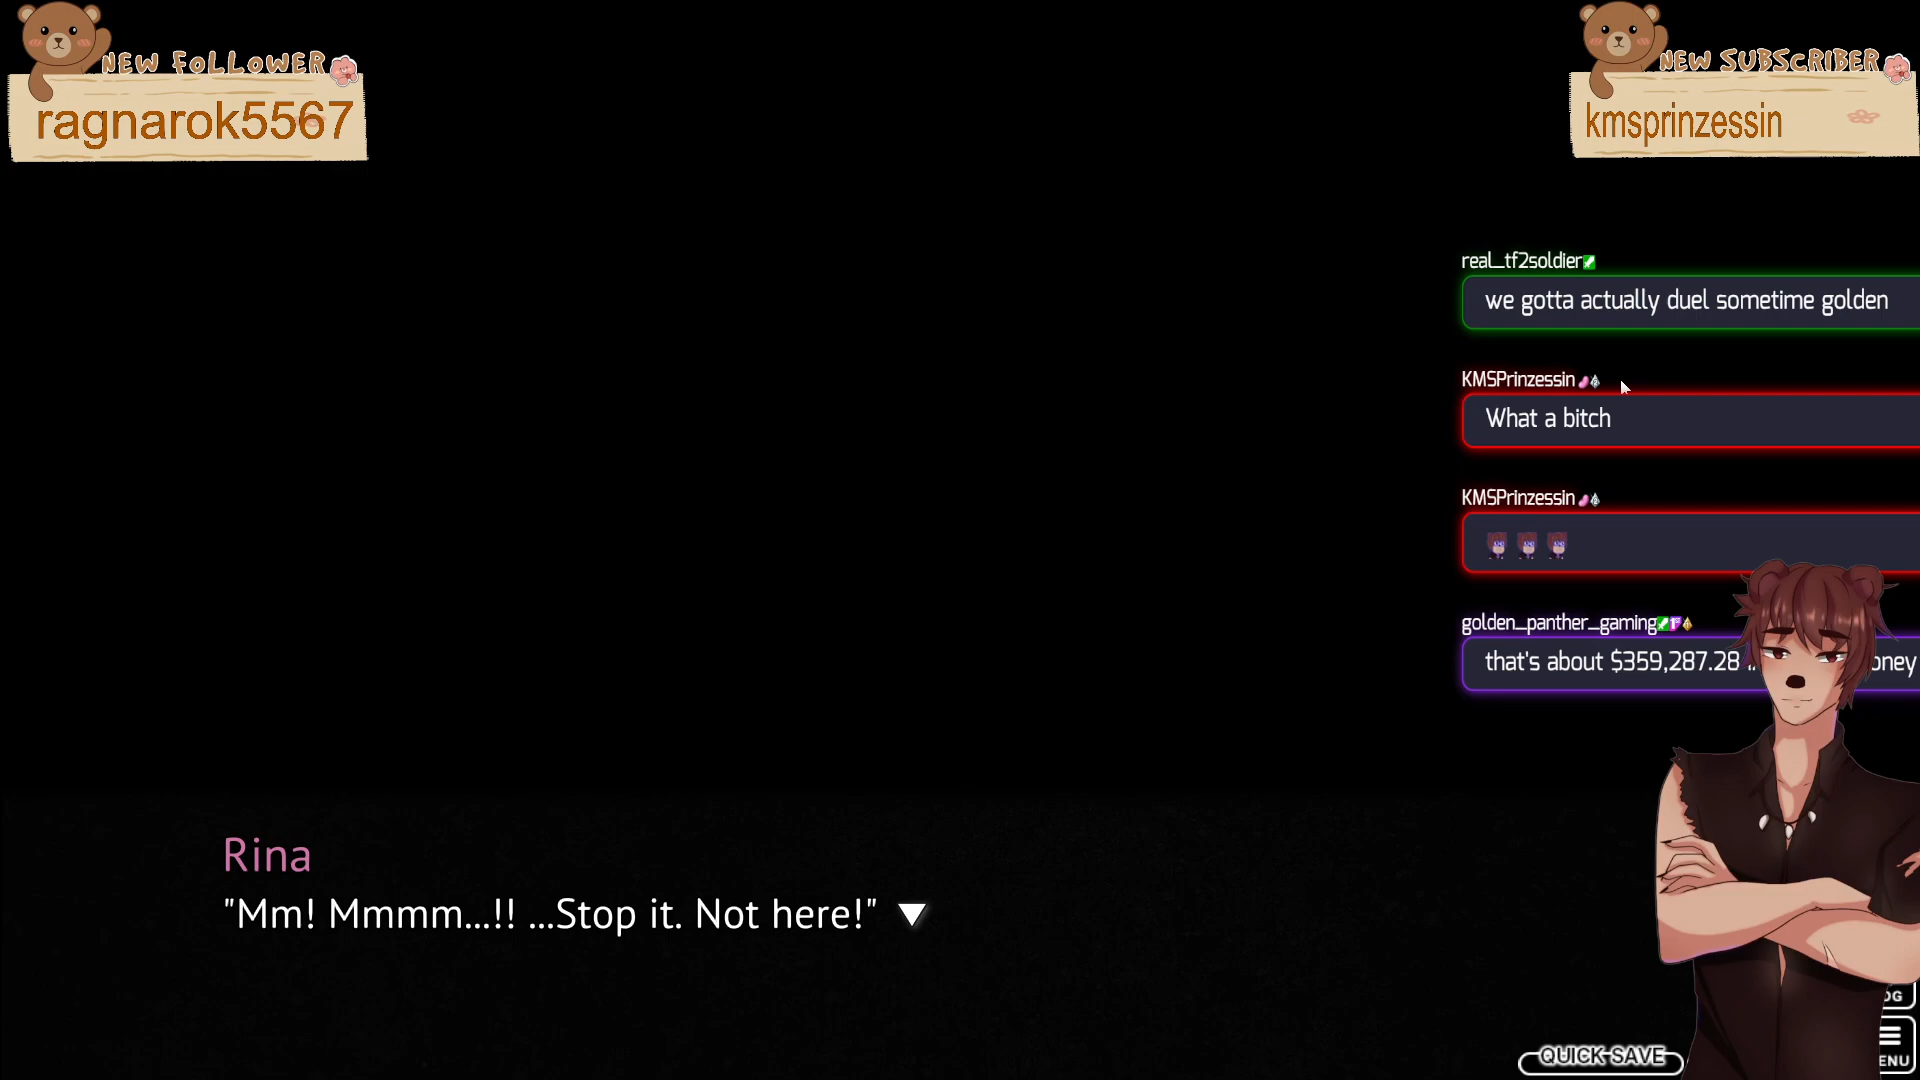 NEW FOLLOWER
ragnarok5567
NEW SUBSCRIBER
kmsprinzessin
real_tf2soldier
we gotta actually duel sometime golden
KMSPrinzessin
What a bitch
KMSPrinzessin
golden_panther_gaming
that's about $359,287.28
Rina
"Mm! Mmmm...!! ...Stop it. Not here!"
QUICK SAVE